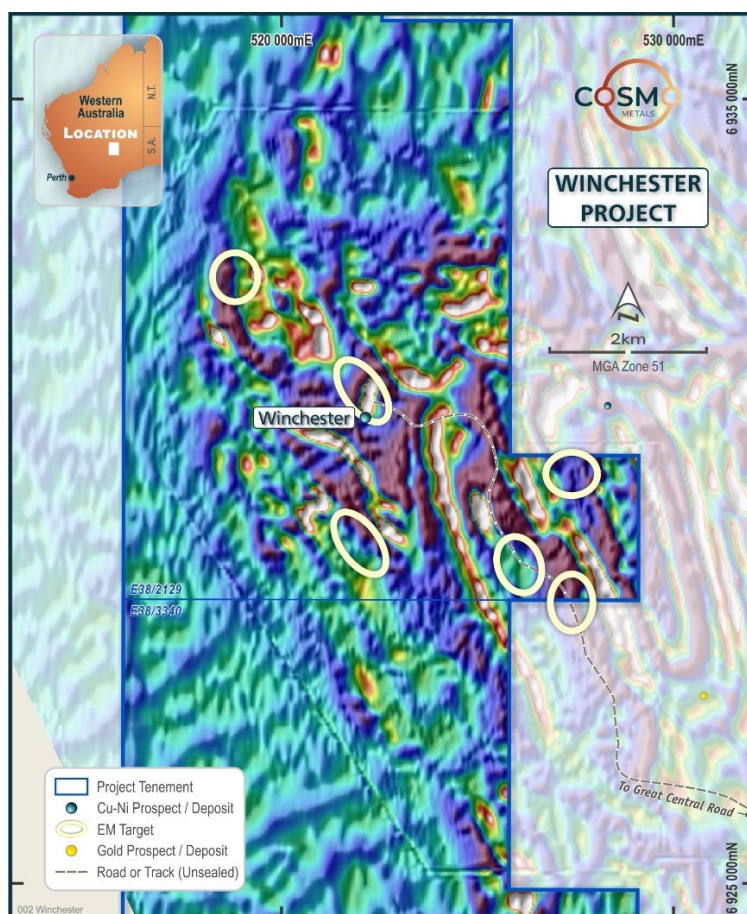 520 000mE
530 000mE
6 935 000mN
Western
Australia
LOCATION
N.T.
S.A.
Perth
COSMO
METALS
WINCHESTER
PROJECT
2km
MGA Zone 51
Winchester
E38/2129
E38/3340
To Great Central Road
Project Tenement
Cu-Ni Prospect / Deposit
EM Target
Gold Prospect / Deposit
Road or Track (Unsealed)
6 925 000mN
002 Winchester